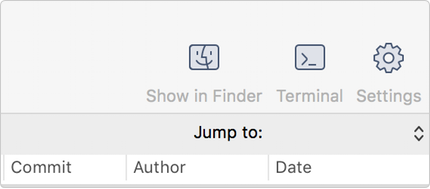 Show in Finder Terminal Settings
Jump to:
Commit Author Date